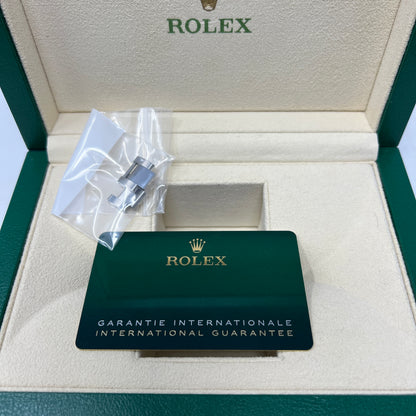 ROLEX
ROLEX
GARANTIE INTERNATIONALE
INTERNATIONAL GUARANTEE